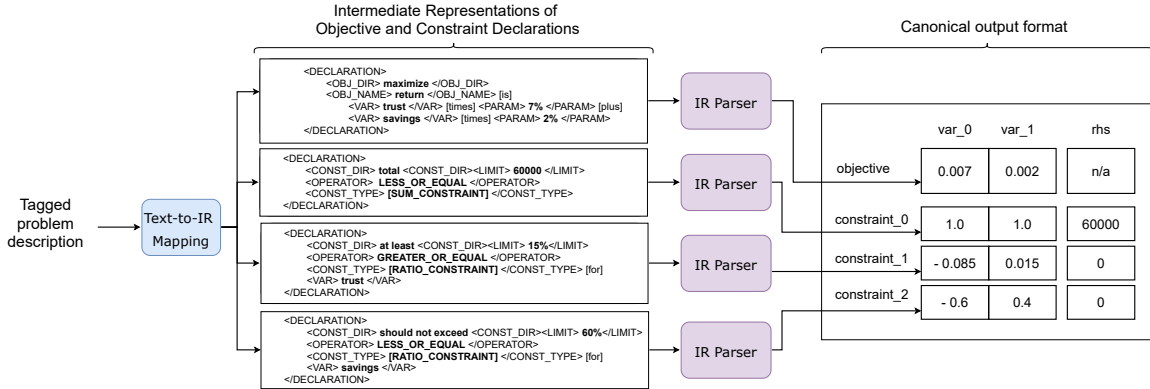 Intermediate Representations of
Objective and Constraint Declarations
Canonical output format
Tagged
problem
description
Text-to-IR
Mapping
<DECLARATION>
<OBJ_DIR> maximize </OBJ_DIR>
<OBJ_NAME> return </OBJ_NAME> [is]
<VAR> trust </VAR> [times] <PARAM> 7% </PARAM> [plus]
<VAR> savings </VAR> [times] <PARAM> 2% </PARAM>
</DECLARATION>
<DECLARATION>
<CONST_DIR> total <CONST_DIR><LIMIT> 60000 </LIMIT>
<OPERATOR> LESS_OR_EQUAL </OPERATOR>
<CONST_TYPE> [SUM_CONSTRAINT] </CONST_TYPE>
</DECLARATION>
<DECLARATION>
<CONST_DIR> at least <CONST_DIR><LIMIT> 15%</LIMIT>
<OPERATOR> GREATER_OR_EQUAL </OPERATOR>
<CONST_TYPE> [RATIO_CONSTRAINT] </CONST_TYPE> [for]
<VAR> trust </VAR>
</DECLARATION>
<DECLARATION>
<CONST_DIR> should not exceed <CONST_DIR><LIMIT> 60%</LIMIT>
<OPERATOR> LESS_OR_EQUAL </OPERATOR>
<CONST_TYPE> [RATIO_CONSTRAINT] </CONST_TYPE> [for]
<VAR> savings </VAR>
</DECLARATION>
IR Parser
IR Parser
IR Parser
IR Parser
var_0 var_1 rhs
objective 0.007 0.002 n/a
constraint_0 1.0 1.0 60000
constraint_1 - 0.085 0.015 0
constraint_2 - 0.6 0.4 0